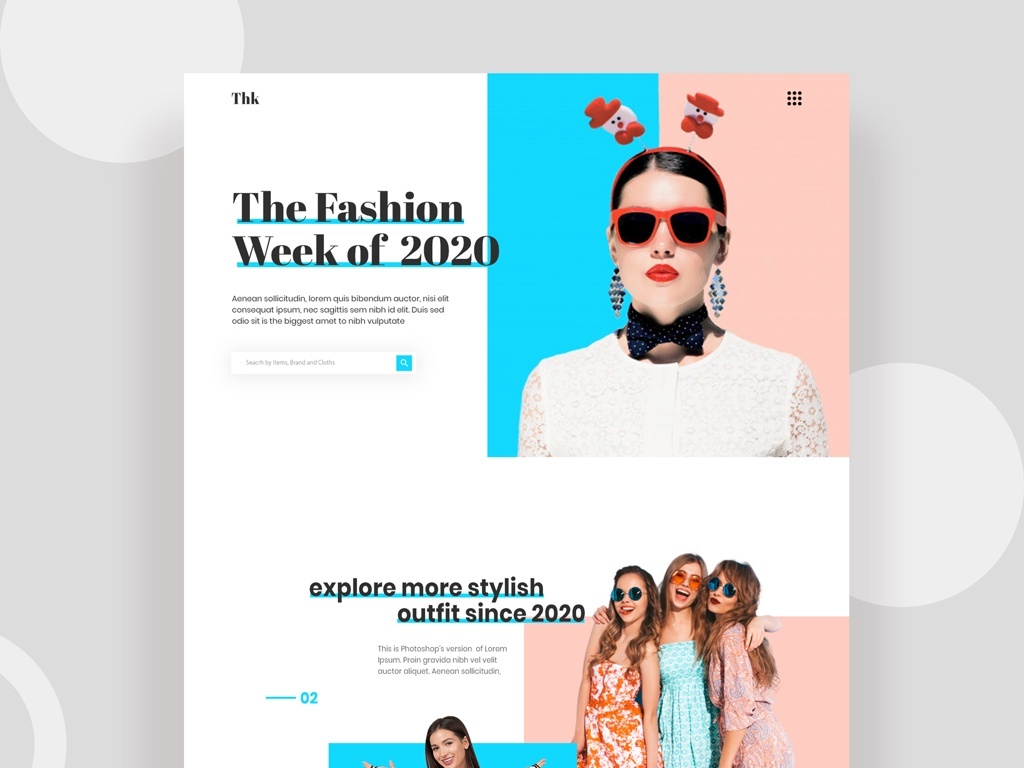 Thk
The Fashion
Week of 2020
Aenean sollicitudin, lorem quis bibendum auctor, nisi elit
consequat ipsum, nec sagittis sem nibh id elit. Duis sed
odio sit is the biggest amet to nibh vulputate
Seacrh by Items, Brand and Cloths
explore more stylish
outfit since 2020
This is Photoshop's version of Lorem
Ipsum. Proin gravida nibh vel velit
auctor aliquet. Aenean sollicitudin,
02